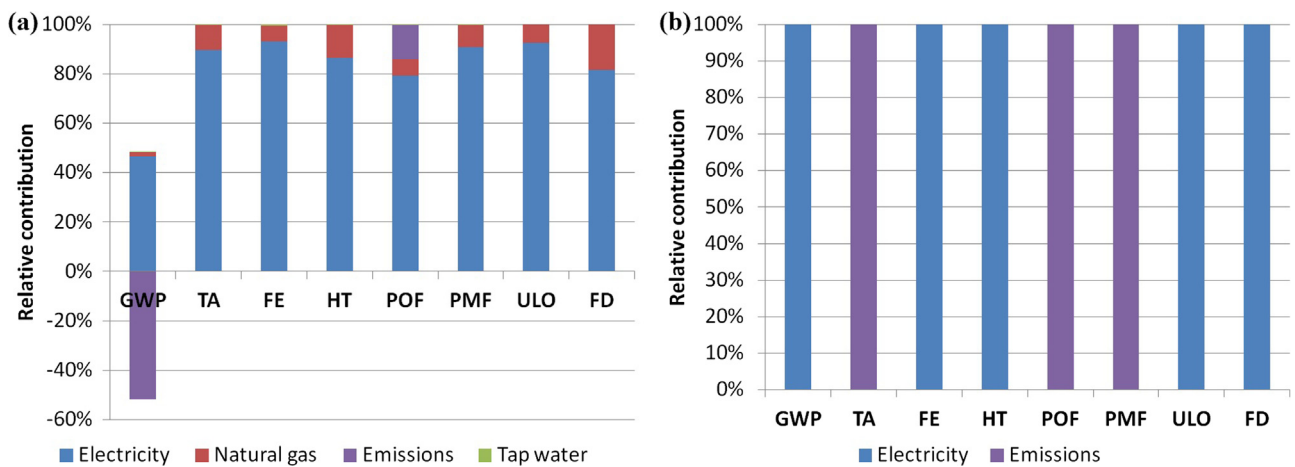 (a)
100%
80%
60%
40%
20%
0%
-20%
-40%
-60%
Relative contribution
GWP TA FE HT POF PMF ULO FD
Electricity Natural gas Emissions Tap water
(b)
100%
90%
80%
70%
60%
50%
40%
30%
20%
10%
0%
Relative contribution
GWP TA FE HT POF PMF ULO FD
Electricity Emissions